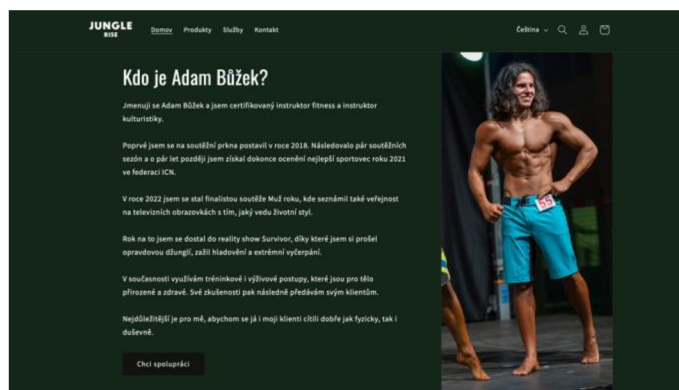 JUNGLE
RISE
Domov Produkty Služby Kontakt
Čeština
Kdo je Adam Bůžek?
Jmenuji se Adam Bůžek a jsem certifikovaný instruktor fitness a instruktor
kulturistiky.
Poprvé jsem se na soutěžní prkna postavil v roce 2018. Následovalo pár soutěžních
sezón a o pár let později jsem získal dokonce ocenění nejlepší sportovec roku 2021
ve federaci ICN.
V roce 2022 jsem se stal finalistou soutěže Muž roku, kde seznámil také veřejnost
na televizních obrazovkách s tím, jaký vedu životní styl.
Rok na to jsem se dostal do reality show Survivor, díky které jsem si prošel
opravdovou džunglí, zažil hladovění a extrémní vyčerpání.
V současnosti využívám tréninkové i výživové postupy, které jsou pro tělo
přirozené a zdravé. Své zkušenosti pak následně předávám svým klientům.
Nejdůležitější je pro mě, abychom se já i moji klienti cítili dobře jak fyzicky, tak i
duševně.
Chci spolupráci
55